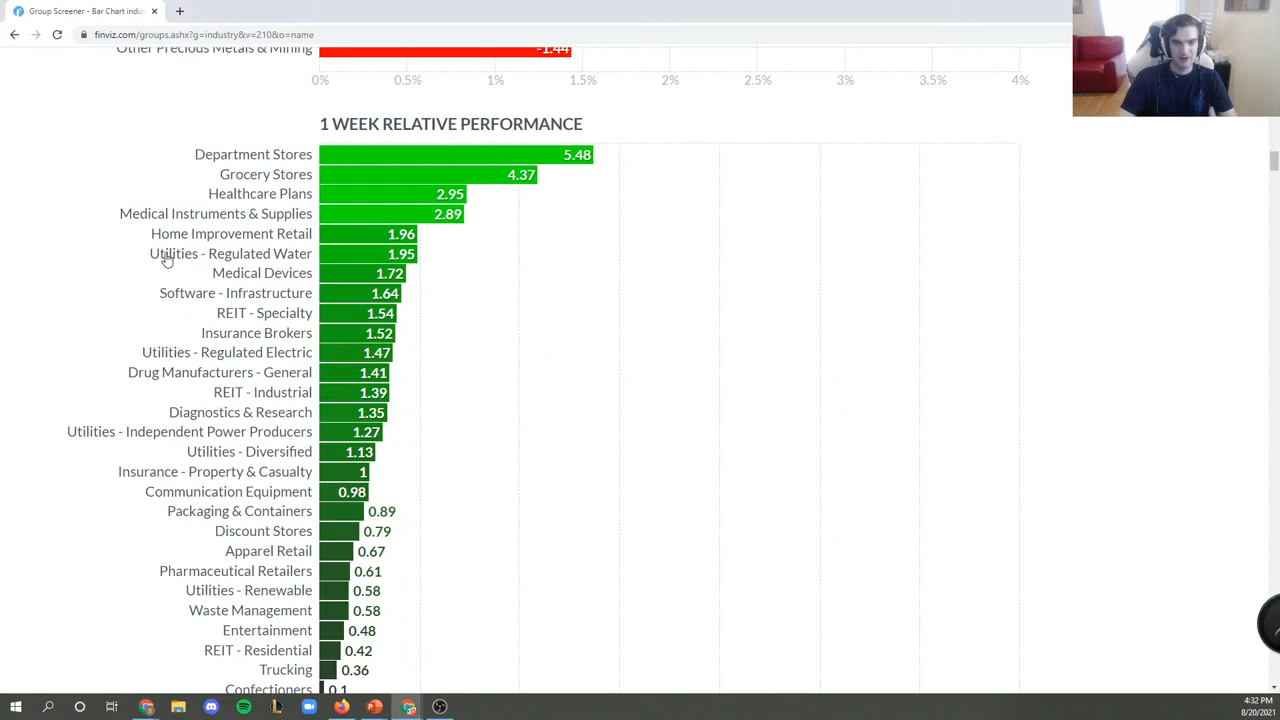 Group Screener - Bar Chart indus
finviz.com/groups.ashx?g=industry&v=210&o=name
Other Precious Metals & Mining -1.44
0% 0.5% 1% 1.5% 2% 2.5% 3% 3.5% 4%
1 WEEK RELATIVE PERFORMANCE
Department Stores 5.48
Grocery Stores 4.37
Healthcare Plans 2.95
Medical Instruments & Supplies 2.89
Home Improvement Retail 1.96
Utilities - Regulated Water 1.95
Medical Devices 1.72
Software - Infrastructure 1.64
REIT - Specialty 1.54
Insurance Brokers 1.52
Utilities - Regulated Electric 1.47
Drug Manufacturers - General 1.41
REIT - Industrial 1.39
Diagnostics & Research 1.35
Utilities - Independent Power Producers 1.27
Utilities - Diversified 1.13
Insurance - Property & Casualty 1
Communication Equipment 0.98
Packaging & Containers 0.89
Discount Stores 0.79
Apparel Retail 0.67
Pharmaceutical Retailers 0.61
Utilities - Renewable 0.58
Waste Management 0.58
Entertainment 0.48
REIT - Residential 0.42
Trucking 0.36
Confectioners 0.1
4:32 PM
8/20/2021